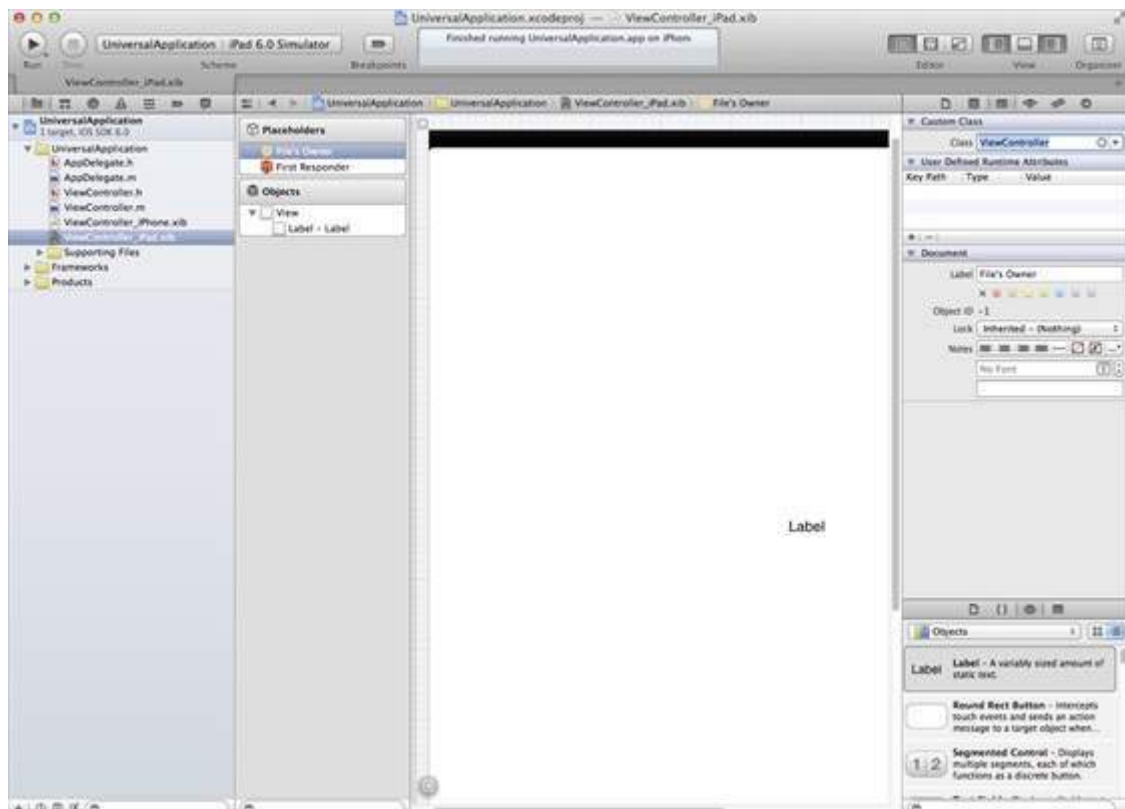 UniversalApplication.xcodeproj — ViewController_iPad.xib
UniversalApplication iPad 6.0 Simulator
Finished running UniversalApplication.app on iPhon
Run Stop Scheme Breakpoints
Editor View Organizer
ViewController_iPad.xib
UniversalApplication UniversalApplication ViewController_iPad.xib File's Owner
UniversalApplication
1 target, iOS SDK 6.0
UniversalApplication
AppDelegate.h
AppDelegate.m
ViewController.h
ViewController.m
ViewController_iPhone.xib
ViewController_iPad.xib
Supporting Files
Frameworks
Products
Placeholders
File's Owner
First Responder
Objects
View
Label - Label
Label
Custom Class
Class ViewController
User Defined Runtime Attributes
Key Path Type Value
Document
Label File's Owner
Object ID -1
Lock Inherited - (Nothing)
Notes
No Font
Objects
Label
Label - A variably sized amount of
static text.
Round Rect Button - Intercepts
touch events and sends an action
message to a target object when...
1 2
Segmented Control - Displays
multiple segments, each of which
functions as a discrete button.